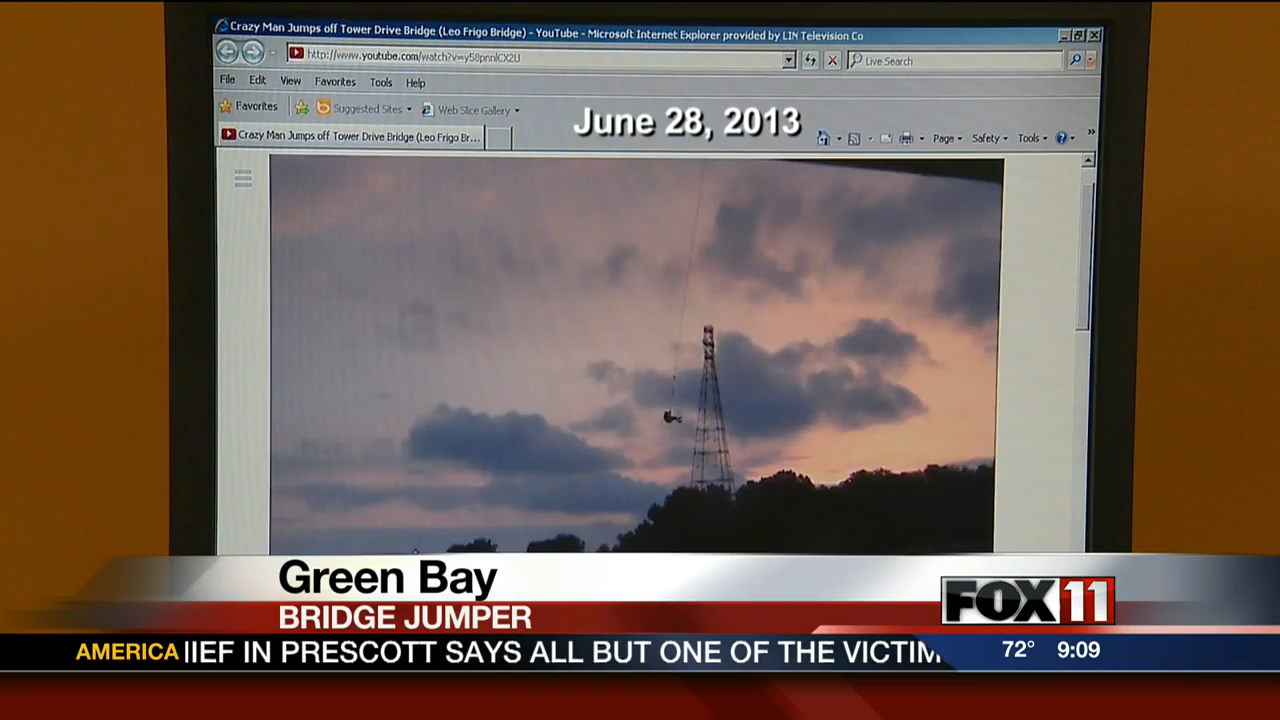 Crazy Man Jumps off Tower Drive Bridge (Leo Frigo Bridge) - YouTube - Microsoft Internet Explorer provided by LIN Television Co
http://www.youtube.com/watch?v=y58pnnlCX2U
Live Search
File Edit View Favorites Tools Help
Favorites Suggested Sites Web Slice Gallery
June 28, 2013
Crazy Man Jumps off Tower Drive Bridge (Leo Frigo Br...
Page Safety Tools »
Green Bay
BRIDGE JUMPER
FOX 11
AMERICA IIEF IN PRESCOTT SAYS ALL BUT ONE OF THE VICTIM
72° 9:09